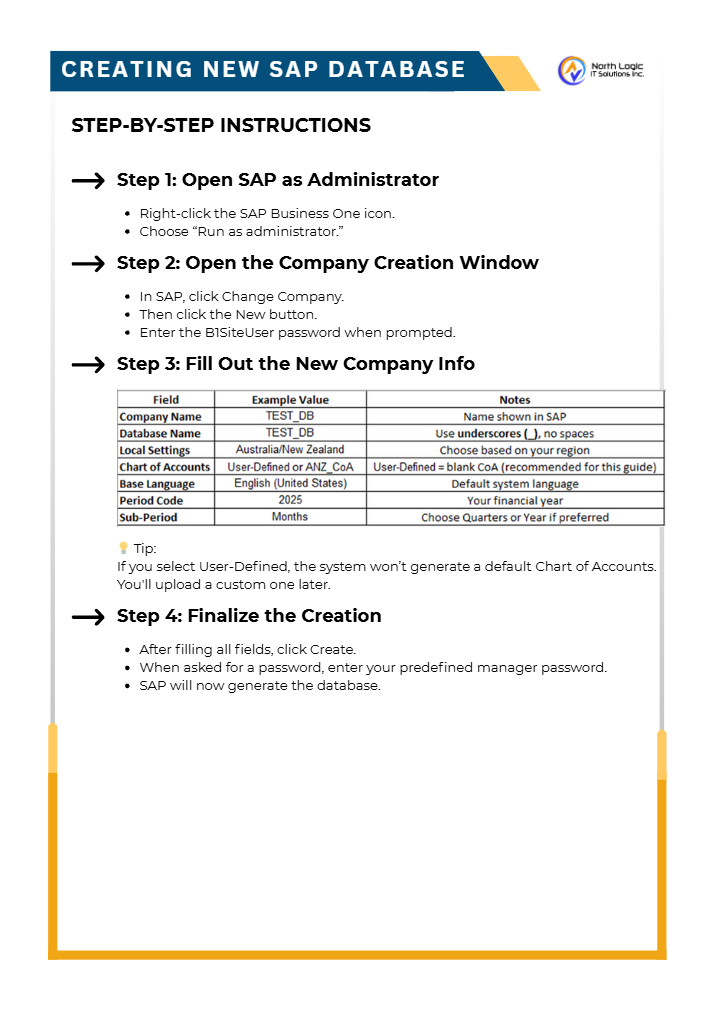 CREATING NEW SAP DATABASE
North Logic
IT Solutions Inc.
STEP-BY-STEP INSTRUCTIONS
Step 1: Open SAP as Administrator
• Right-click the SAP Business One icon.
• Choose “Run as administrator.”
Step 2: Open the Company Creation Window
• In SAP, click Change Company.
• Then click the New button.
• Enter the B1SiteUser password when prompted.
Step 3: Fill Out the New Company Info
Field Example Value Notes
Company Name TEST_DB Name shown in SAP
Database Name TEST_DB Use underscores (_), no spaces
Local Settings Australia/New Zealand Choose based on your region
Chart of Accounts User-Defined or ANZ_CoA User-Defined = blank CoA (recommended for this guide)
Base Language English (United States) Default system language
Period Code 2025 Your financial year
Sub-Period Months Choose Quarters or Year if preferred
💡 Tip:
If you select User-Defined, the system won’t generate a default Chart of Accounts.
You'll upload a custom one later.
Step 4: Finalize the Creation
• After filling all fields, click Create.
• When asked for a password, enter your predefined manager password.
• SAP will now generate the database.